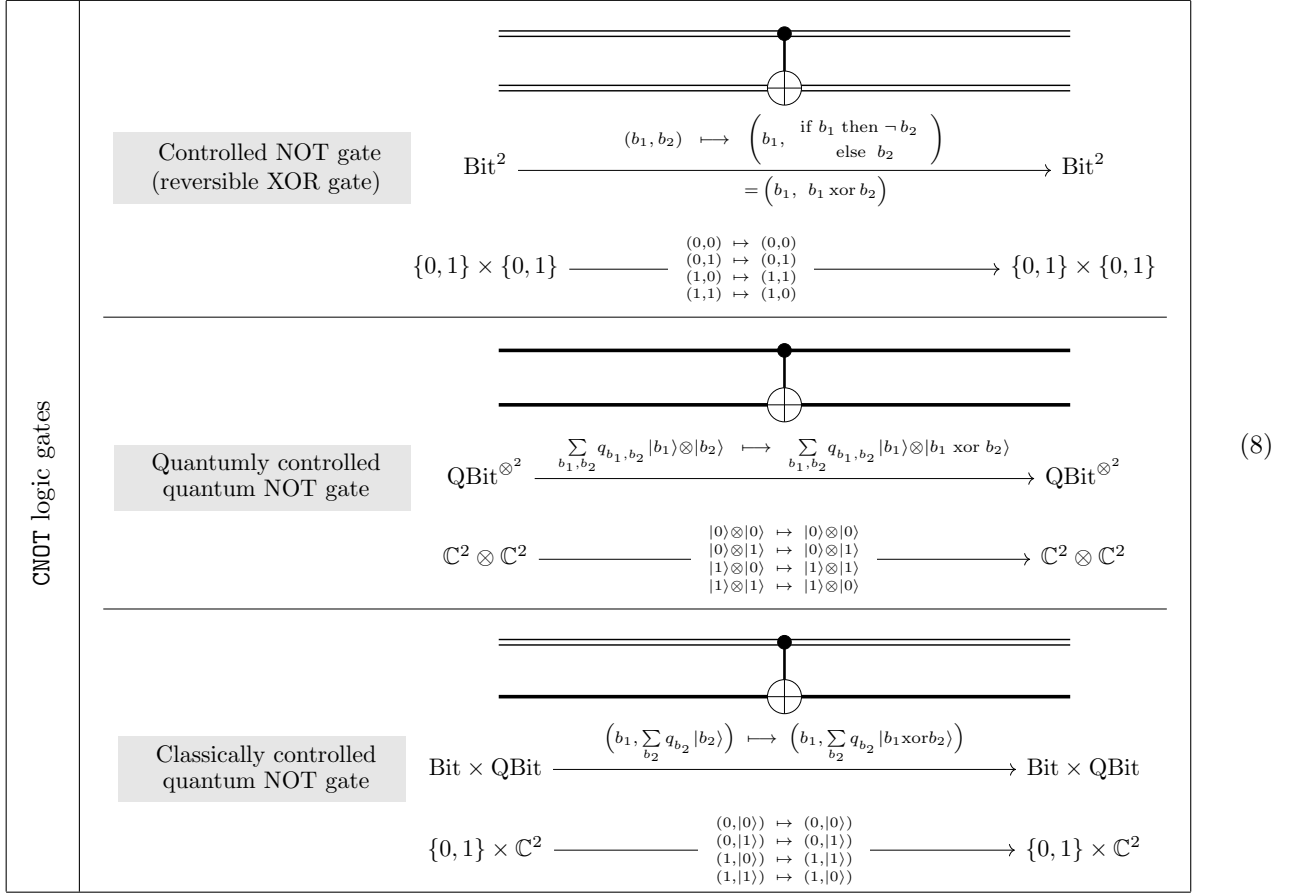 CNOT logic gates
Controlled NOT gate
(reversible XOR gate)
Bit² (b₁, b₂) ⟼ (b₁, if b₁ then ¬ b₂ else b₂) Bit²
= (b₁, b₁ xor b₂)
{0, 1} × {0, 1} {0, 1} × {0, 1}
(0,0) ↦ (0,0)
(0,1) ↦ (0,1)
(1,0) ↦ (1,1)
(1,1) ↦ (1,0)
Quantumly controlled
quantum NOT gate
QBit^⊗² ∑_{b₁,b₂} q_{b₁,b₂} |b₁⟩⊗|b₂⟩ ⟼ ∑_{b₁,b₂} q_{b₁,b₂} |b₁⟩⊗|b₁ xor b₂⟩ QBit^⊗²
ℂ² ⊗ ℂ² ℂ² ⊗ ℂ²
|0⟩⊗|0⟩ ↦ |0⟩⊗|0⟩
|0⟩⊗|1⟩ ↦ |0⟩⊗|1⟩
|1⟩⊗|0⟩ ↦ |1⟩⊗|1⟩
|1⟩⊗|1⟩ ↦ |1⟩⊗|0⟩
(8)
Classically controlled
quantum NOT gate
Bit × QBit (b₁, ∑_{b₂} q_{b₂} |b₂⟩) ⟼ (b₁, ∑_{b₂} q_{b₂} |b₁xorb₂⟩) Bit × QBit
{0, 1} × ℂ² {0, 1} × ℂ²
(0,|0⟩) ↦ (0,|0⟩)
(0,|1⟩) ↦ (0,|1⟩)
(1,|0⟩) ↦ (1,|1⟩)
(1,|1⟩) ↦ (1,|0⟩)